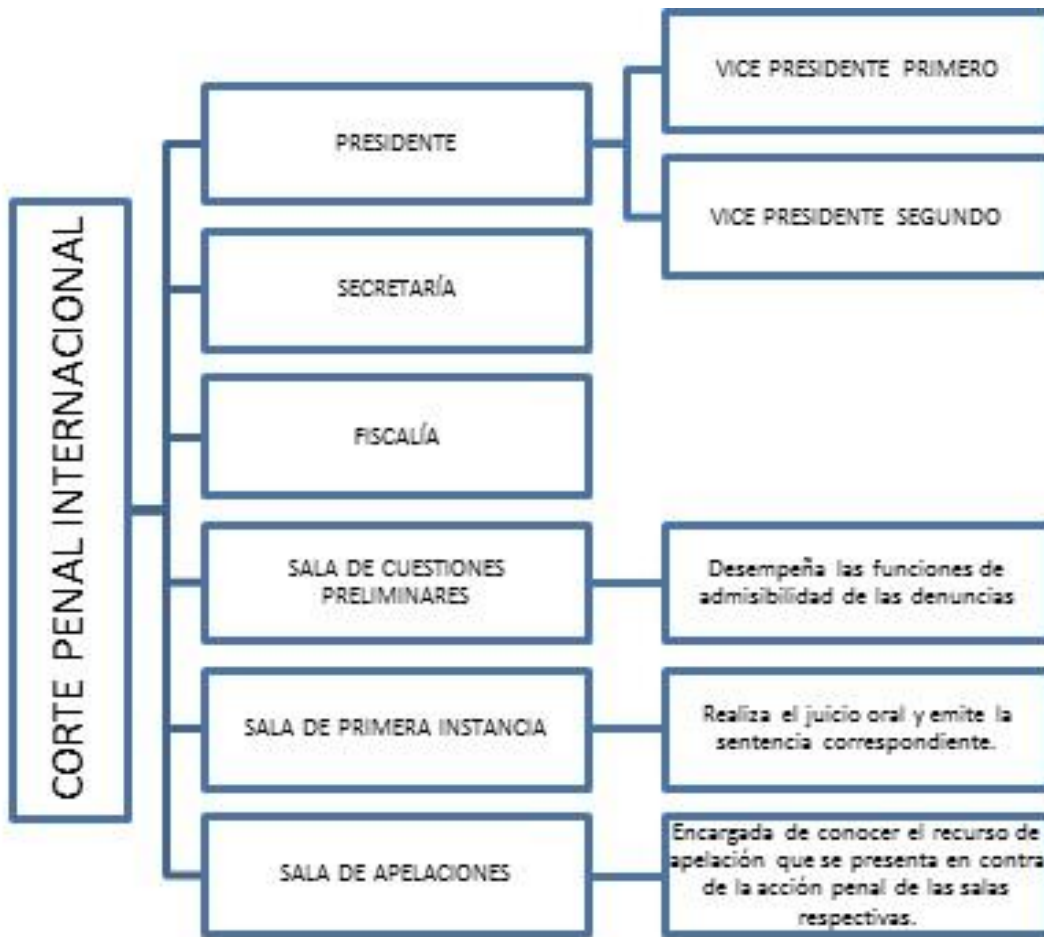 CORTE PENAL INTERNACIONAL
PRESIDENTE
VICE PRESIDENTE PRIMERO
VICE PRESIDENTE SEGUNDO
SECRETARÍA
FISCALÍA
SALA DE CUESTIONES
PRELIMINARES
Desempeña las funciones de
admisibilidad de las denuncias
SALA DE PRIMERA INSTANCIA
Realiza el juicio oral y emite la
sentencia correspondiente.
SALA DE APELACIONES
Encargada de conocer el recurso de
apelación que se presenta en contra
de la acción penal de las salas
respectivas.